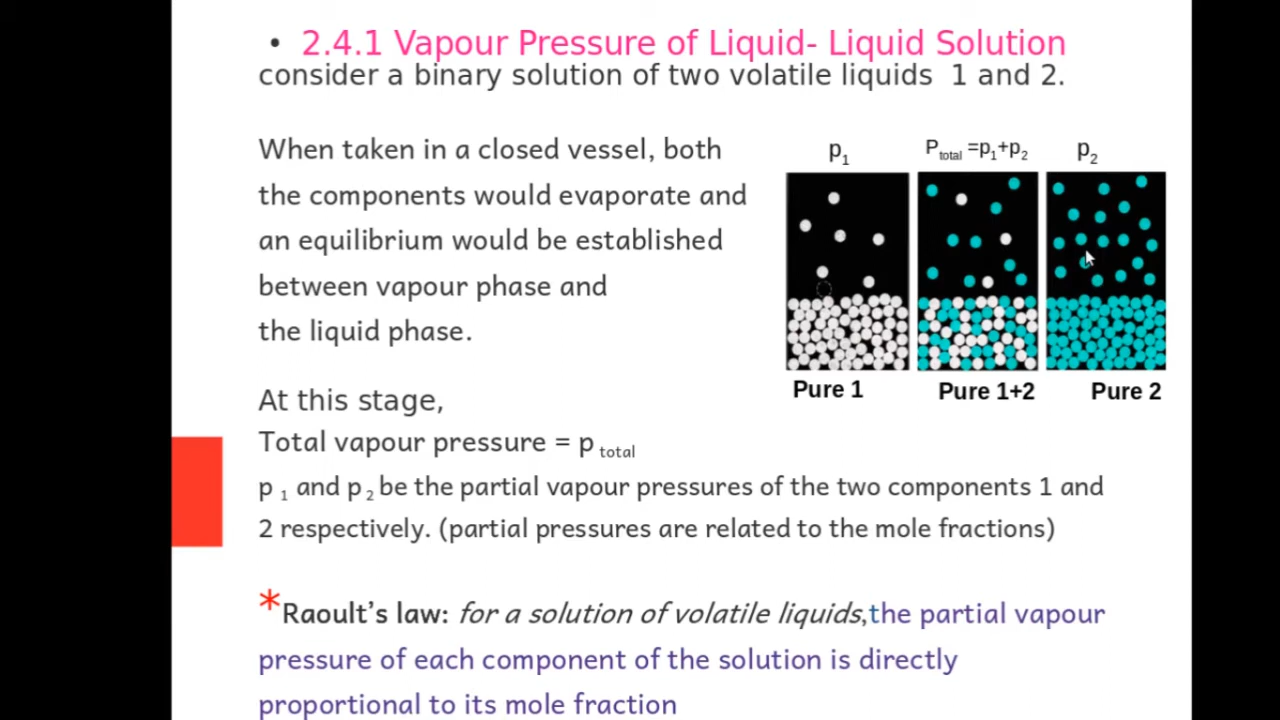 • 2.4.1 Vapour Pressure of Liquid- Liquid Solution
consider a binary solution of two volatile liquids 1 and 2.
When taken in a closed vessel, both
the components would evaporate and
an equilibrium would be established
between vapour phase and
the liquid phase.
p1
Ptotal =p1+p2
p2
Pure 1
Pure 1+2
Pure 2
At this stage,
Total vapour pressure = p total
p 1 and p 2 be the partial vapour pressures of the two components 1 and
2 respectively. (partial pressures are related to the mole fractions)
*Raoult’s law: for a solution of volatile liquids,the partial vapour
pressure of each component of the solution is directly
proportional to its mole fraction